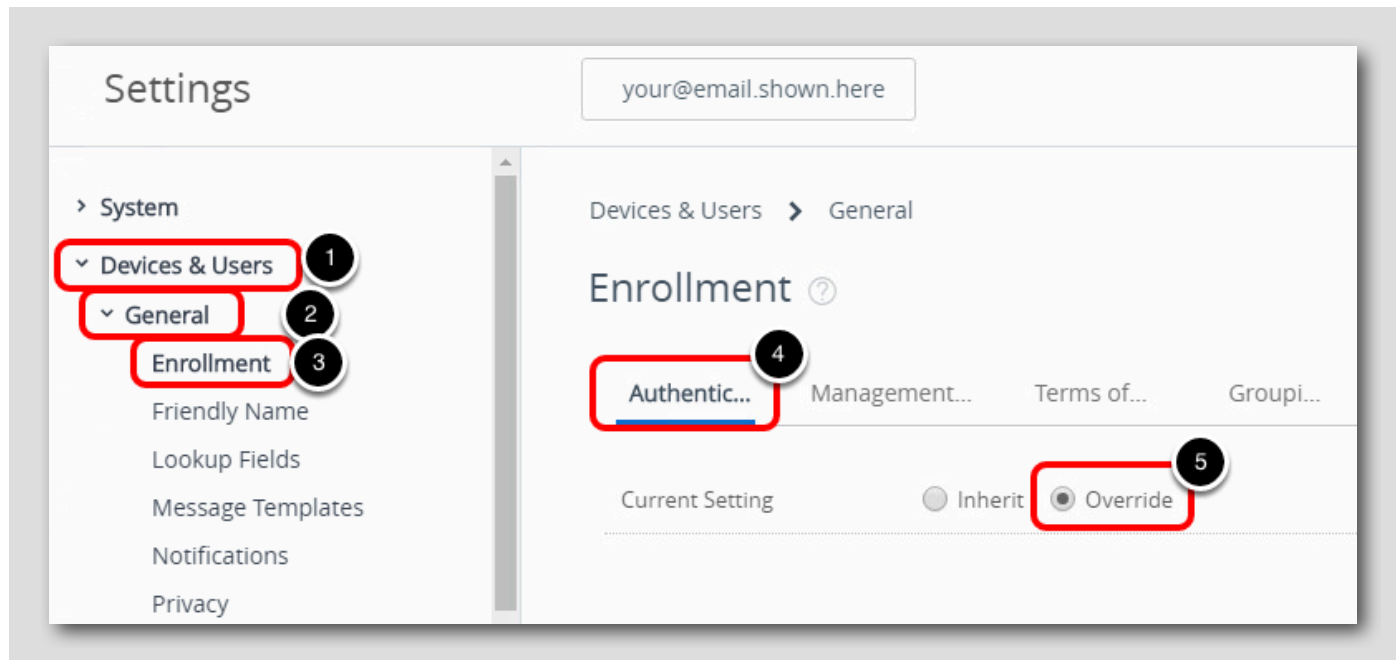 Settings
your@email.shown.here
System
Devices & Users 1
General 2
Enrollment 3
Friendly Name
Lookup Fields
Message Templates
Notifications
Privacy
Devices & Users > General
Enrollment ?
4
Authentic... Management... Terms of... Groupi...
5
Current Setting Inherit Override